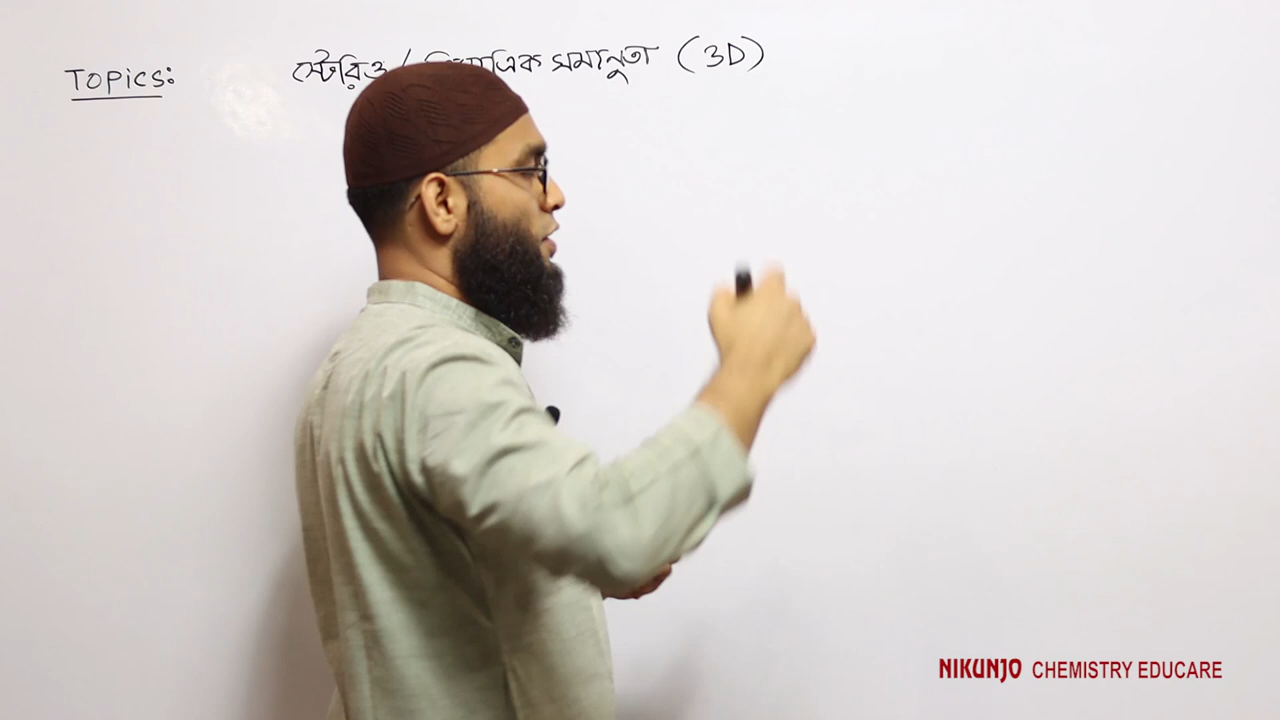 Topics: স্টেরিও / সমানুতা (3D)
NIKUNJO CHEMISTRY EDUCARE